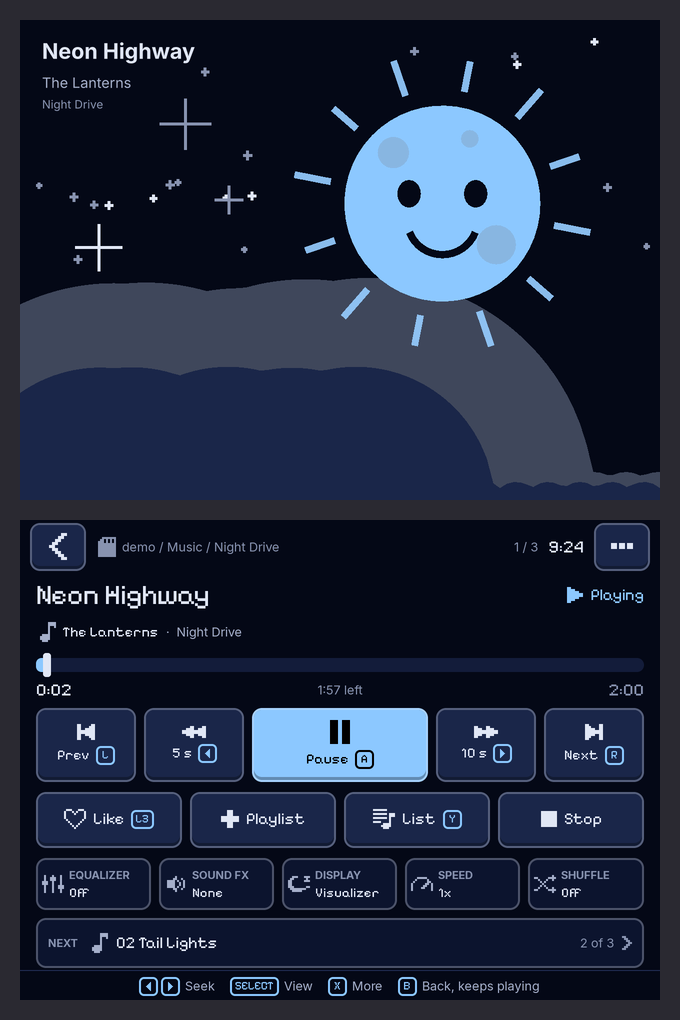 Neon Highway
The Lanterns
Night Drive
demo / Music / Night Drive
1 / 3 9:24
Neon Highway
Playing
The Lanterns · Night Drive
0:02 1:57 left 2:00
Prev L
5 s
Pause A
10 s
Next R
Like L3
Playlist
List Y
Stop
EQUALIZER
Off
SOUND FX
None
DISPLAY
Visualizer
SPEED
1x
SHUFFLE
Off
NEXT 02 Tail Lights 2 of 3
Seek SELECT View X More B Back, keeps playing